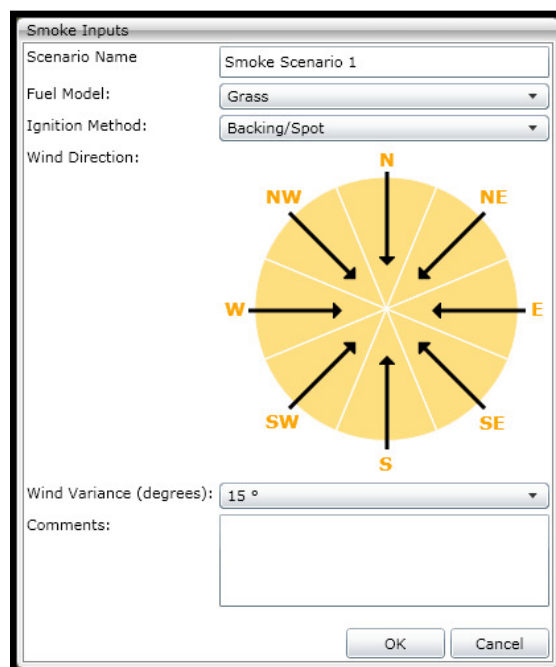 Smoke Inputs
Scenario Name Smoke Scenario 1
Fuel Model: Grass
Ignition Method: Backing/Spot
Wind Direction:
N
NW NE
W E
SW SE
S
Wind Variance (degrees): 15 °
Comments:
OK Cancel